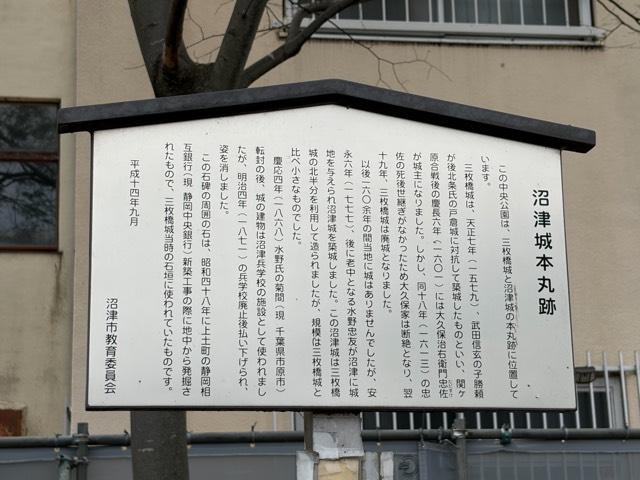 沼津城本丸跡
この中央公園は、三枚橋城と沼津城の本丸跡に位置して
います。
三枚橋城は、天正七年(一五七九)、武田信玄の子勝頼
が後北条氏の戸倉城に対抗して築城したものといい、関ヶ
原合戦後の慶長六年(一六〇一)には大久保治右衛門忠佐
が城主になりました。しかし、同十八年(一六一三)の忠
佐の死後世継ぎがなかったため大久保家は断絶となり、翌
十九年、三枚橋城は廃城となりました。
以後一六〇余年の間当地に城はありませんでしたが、安
永六年(一七七七)、後に老中となる水野忠友が沼津に城
地を与えられ沼津城を築城しました。この沼津城は三枚橋
城の北半分を利用して造られましたが、規模は三枚橋城と
比べ小さなものでした。
慶応四年(一八六八)水野氏の菊間(現 千葉県市原市)
転封の後、城の建物は沼津兵学校の施設として使われまし
たが、明治四年(一八七一)の兵学校廃止後払い下げられ、
姿を消しました。
この石碑の周囲の石は、昭和四十八年に上土町の静岡相
互銀行(現 静岡中央銀行)新築工事の際に地中から発掘さ
れたもので、三枚橋城当時の石垣に使われていたものです。
平成十四年九月
沼津市教育委員会